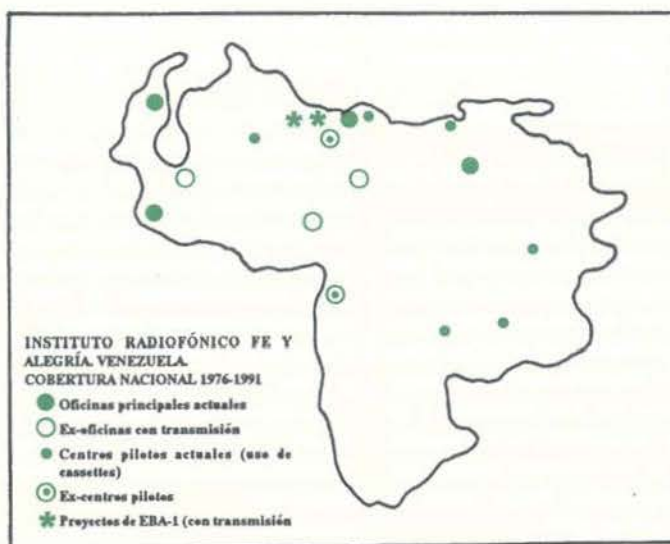 INSTITUTO RADIOFÓNICO FE Y
ALEGRÍA. VENEZUELA.
COBERTURA NACIONAL 1976-1991
Oficinas principales actuales
Ex-oficinas con transmisión
Centros pilotos actuales (uso de
cassettes)
Ex-centros pilotos
Proyectos de EBA-1 (con transmisión